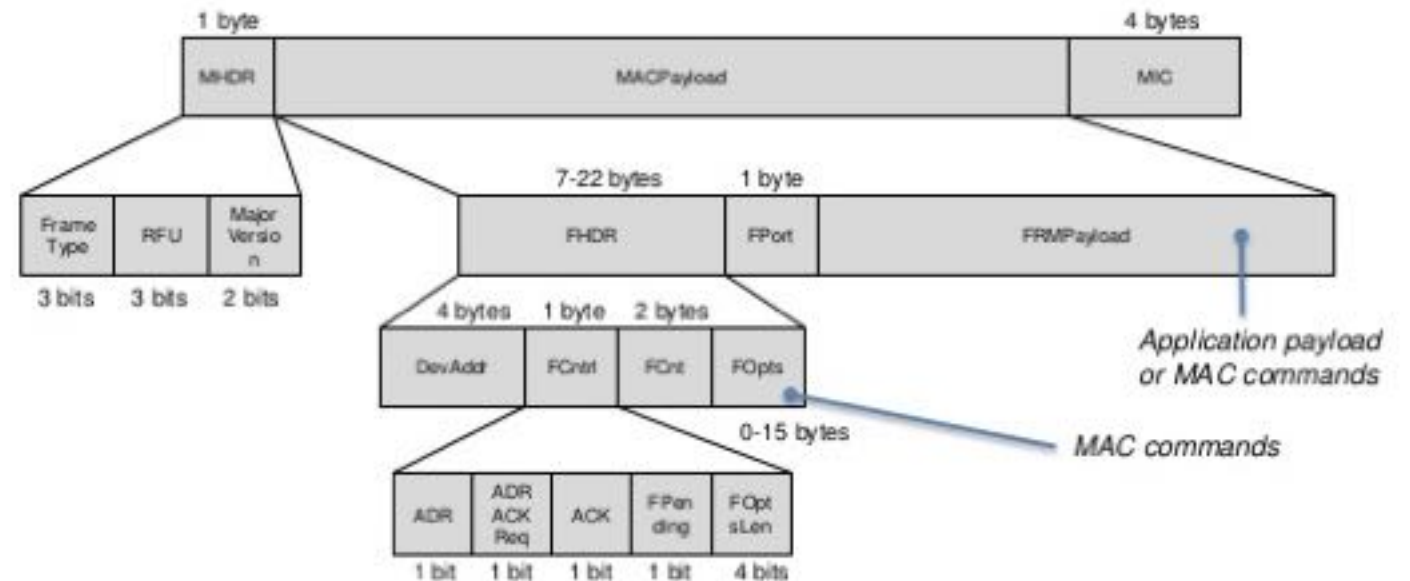 1 byte
4 bytes
MHDR
MACPayload
MIC
7-22 bytes
1 byte
Frame
Type
RFU
Major
Versio
n
FHDR
FPort
FRMPayload
3 bits
3 bits
2 bits
4 bytes
1 byte
2 bytes
DevAddr
FCntrl
FCnt
FOpts
Application payload
or MAC commands
0-15 bytes
MAC commands
ADR
ADR
ACK
Req
ACK
FPen
ding
FOpt
sLen
1 bit
1 bit
1 bit
1 bit
4 bits